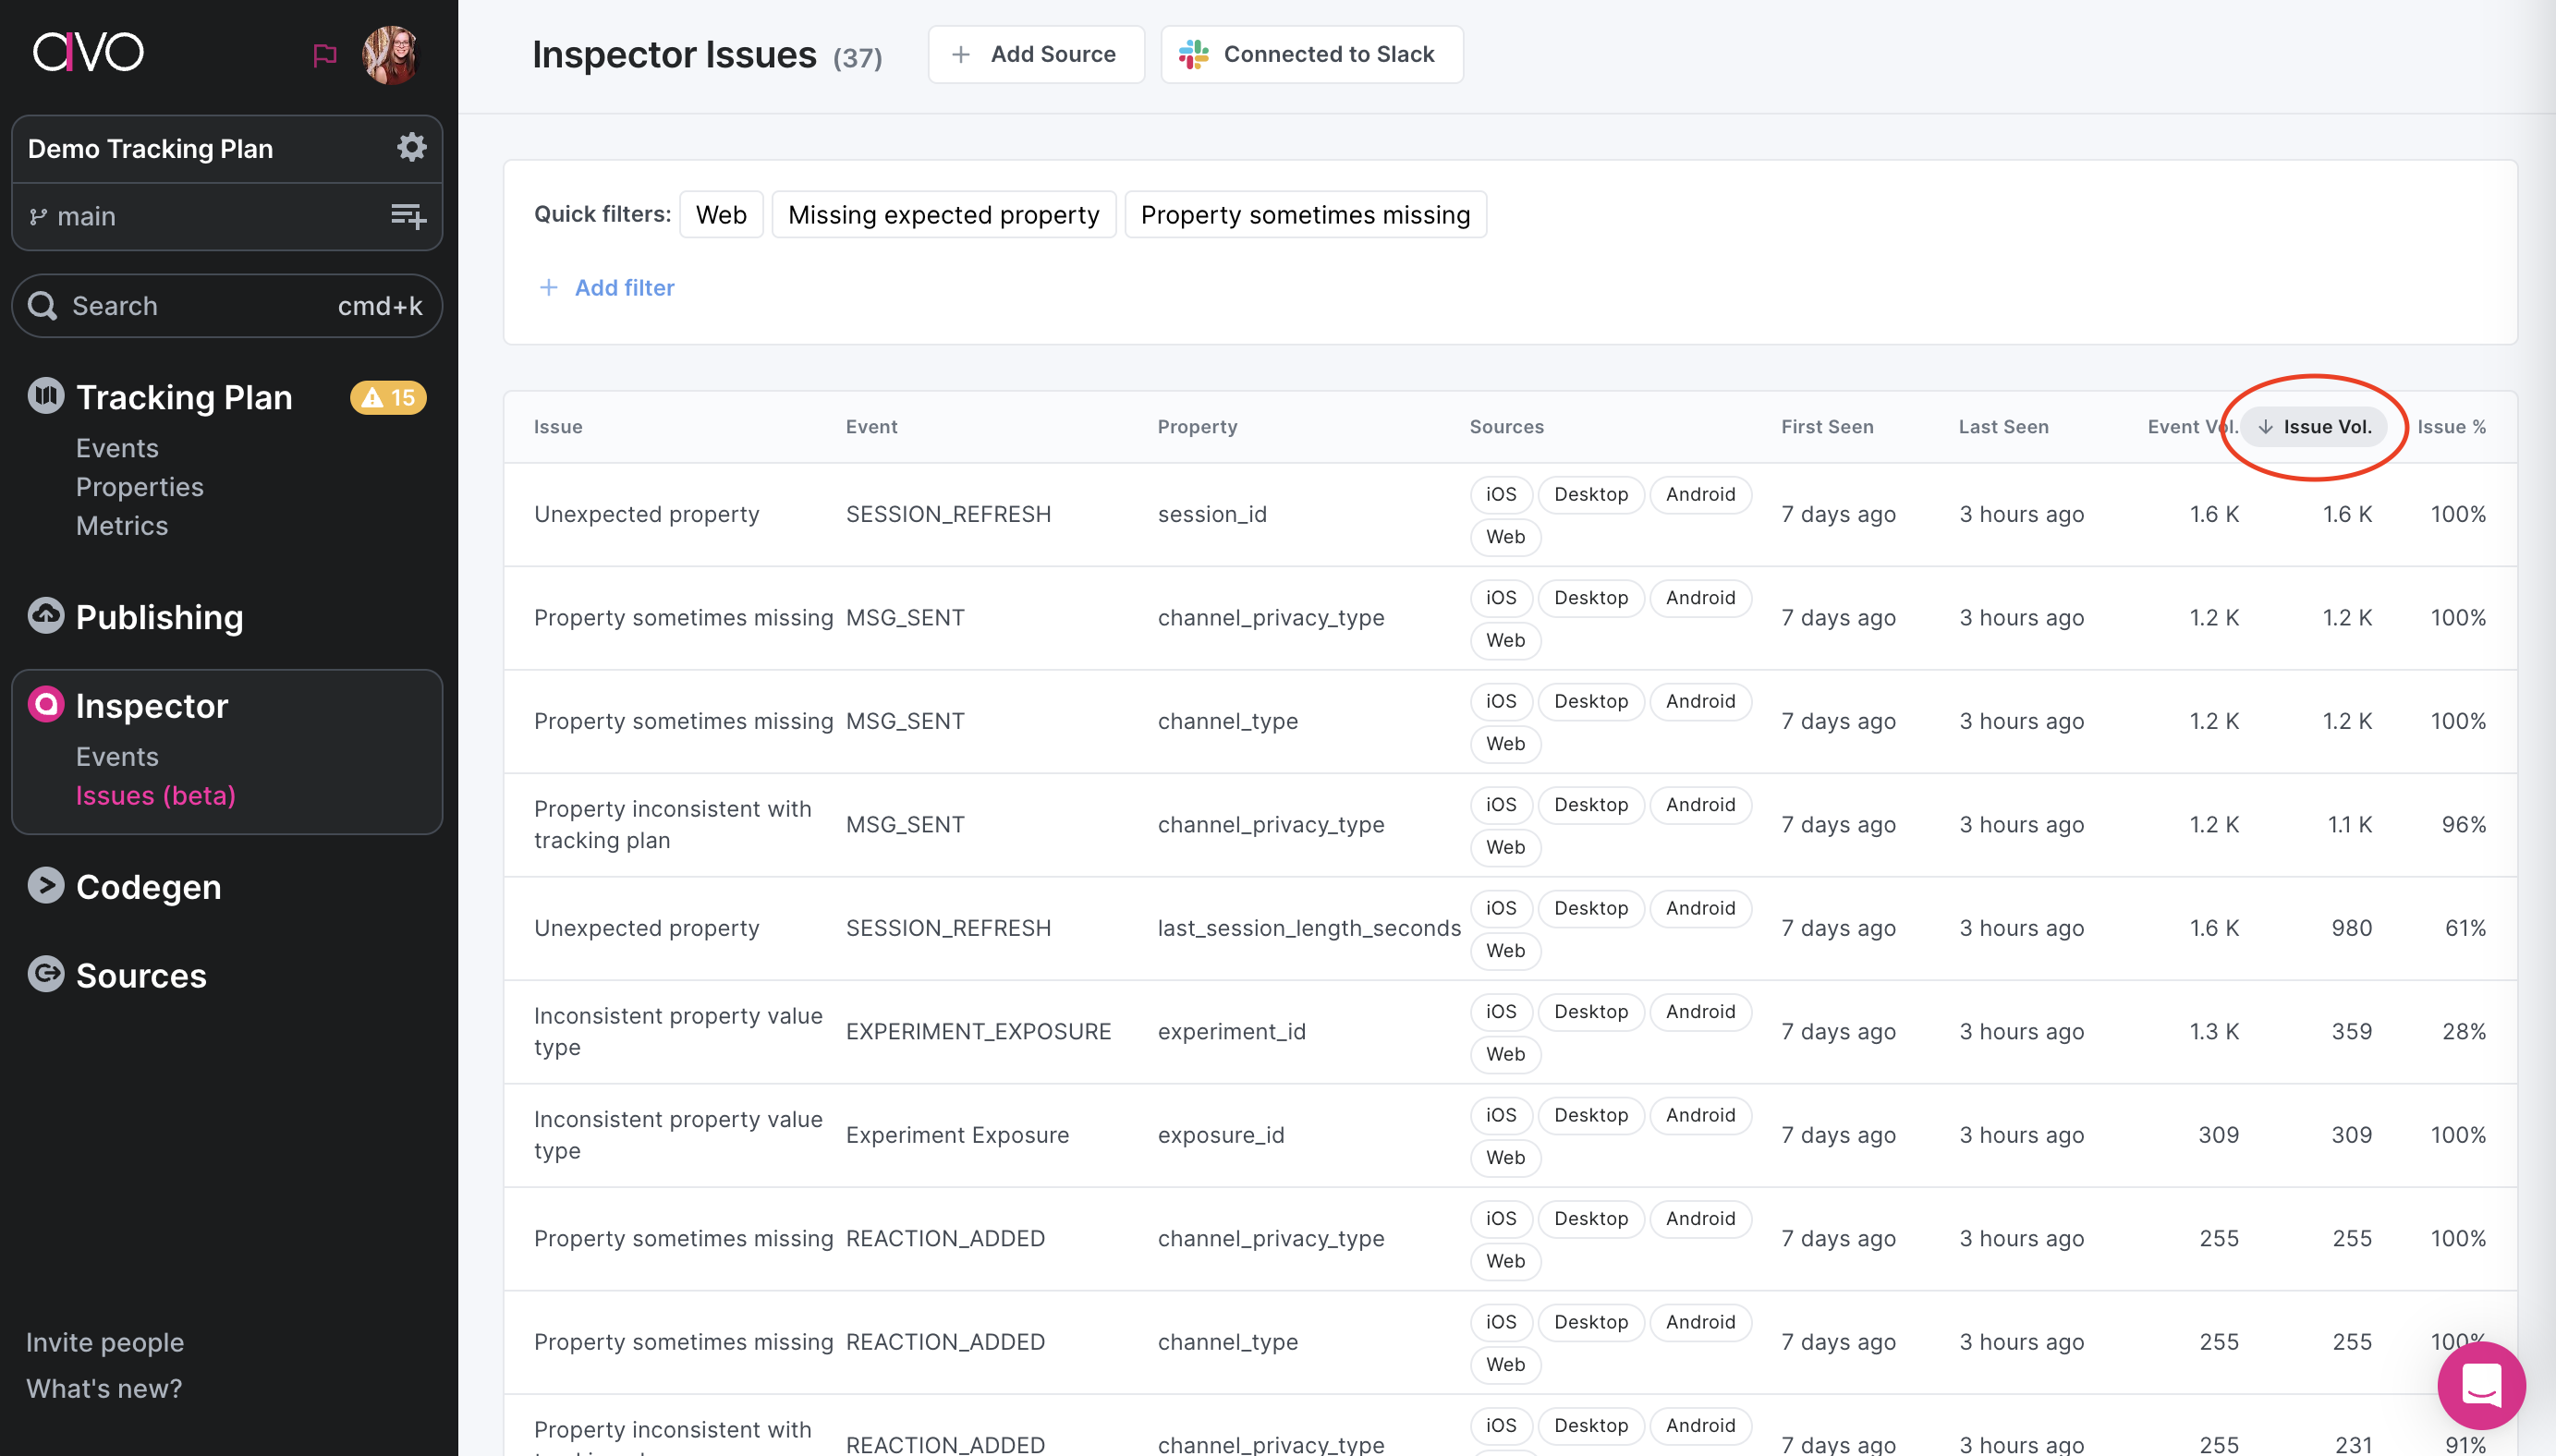 avo
Demo Tracking Plan
main
Search cmd+k
Tracking Plan 15
Events
Properties
Metrics
Publishing
Inspector
Events
Issues (beta)
Codegen
Sources
Invite people
What's new?
Inspector Issues (37) Add Source Connected to Slack
Quick filters: Web Missing expected property Property sometimes missing
Add filter
Issue Event Property Sources First Seen Last Seen Event Vol. Issue Vol. Issue %
Unexpected property SESSION_REFRESH session_id iOS Desktop Android Web 7 days ago 3 hours ago 1.6 K 1.6 K 100%
Property sometimes missing MSG_SENT channel_privacy_type iOS Desktop Android Web 7 days ago 3 hours ago 1.2 K 1.2 K 100%
Property sometimes missing MSG_SENT channel_type iOS Desktop Android Web 7 days ago 3 hours ago 1.2 K 1.2 K 100%
Property inconsistent with tracking plan MSG_SENT channel_privacy_type iOS Desktop Android Web 7 days ago 3 hours ago 1.2 K 1.1 K 96%
Unexpected property SESSION_REFRESH last_session_length_seconds iOS Desktop Android Web 7 days ago 3 hours ago 1.6 K 980 61%
Inconsistent property value type EXPERIMENT_EXPOSURE experiment_id iOS Desktop Android Web 7 days ago 3 hours ago 1.3 K 359 28%
Inconsistent property value type Experiment Exposure exposure_id iOS Desktop Android Web 7 days ago 3 hours ago 309 309 100%
Property sometimes missing REACTION_ADDED channel_privacy_type iOS Desktop Android Web 7 days ago 3 hours ago 255 255 100%
Property sometimes missing REACTION_ADDED channel_type iOS Desktop Android Web 7 days ago 3 hours ago 255 255 100%
Property inconsistent with REACTION_ADDED channel_privacy_type iOS Desktop Android 7 days ago 3 hours ago 255 231 91%